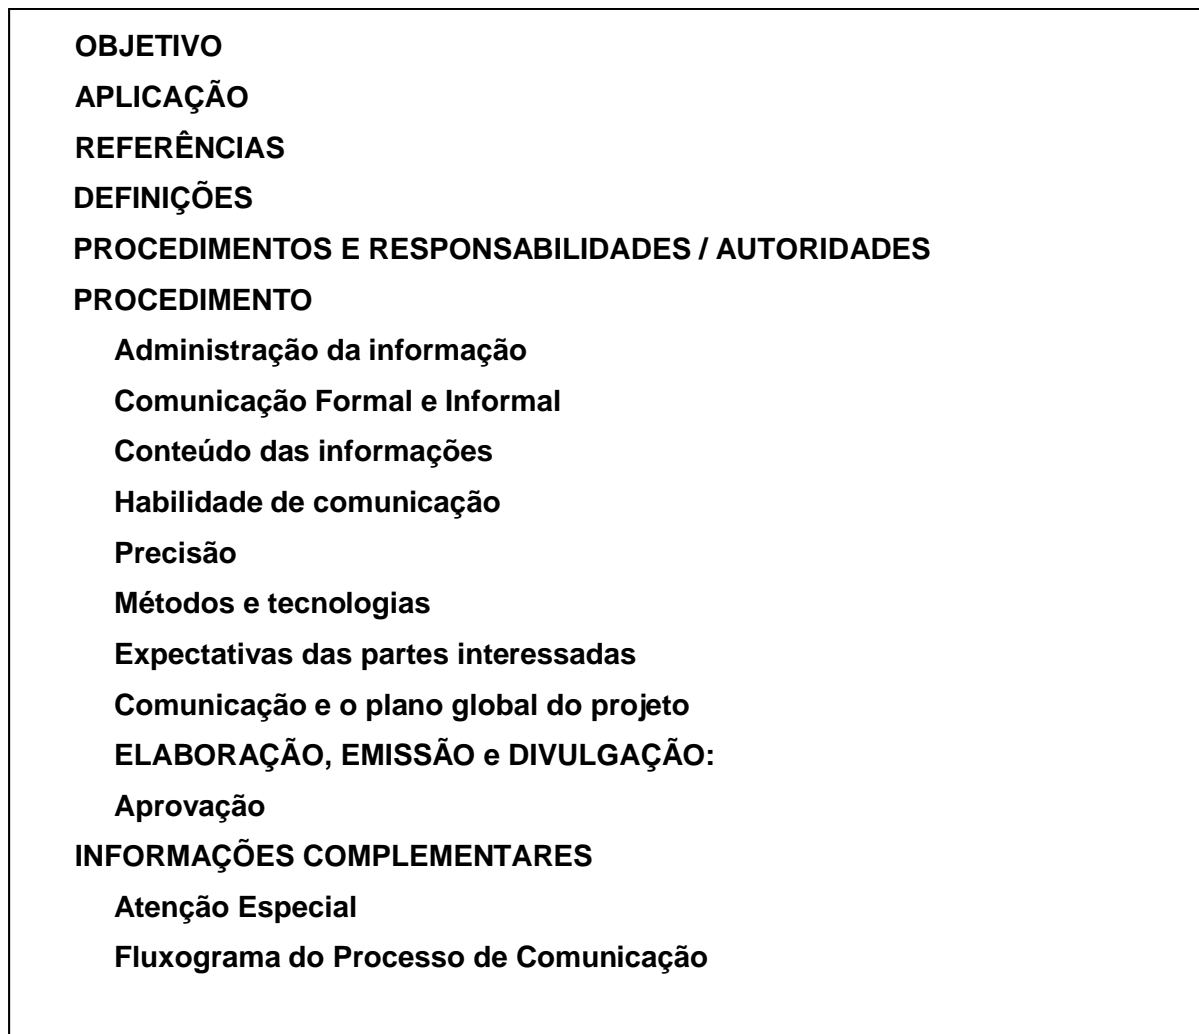 OBJETIVO
APLICAÇÃO
REFERÊNCIAS
DEFINIÇÕES
PROCEDIMENTOS E RESPONSABILIDADES / AUTORIDADES
PROCEDIMENTO
Administração da informação
Comunicação Formal e Informal
Conteúdo das informações
Habilidade de comunicação
Precisão
Métodos e tecnologias
Expectativas das partes interessadas
Comunicação e o plano global do projeto
ELABORAÇÃO, EMISSÃO e DIVULGAÇÃO:
Aprovação
INFORMAÇÕES COMPLEMENTARES
Atenção Especial
Fluxograma do Processo de Comunicação